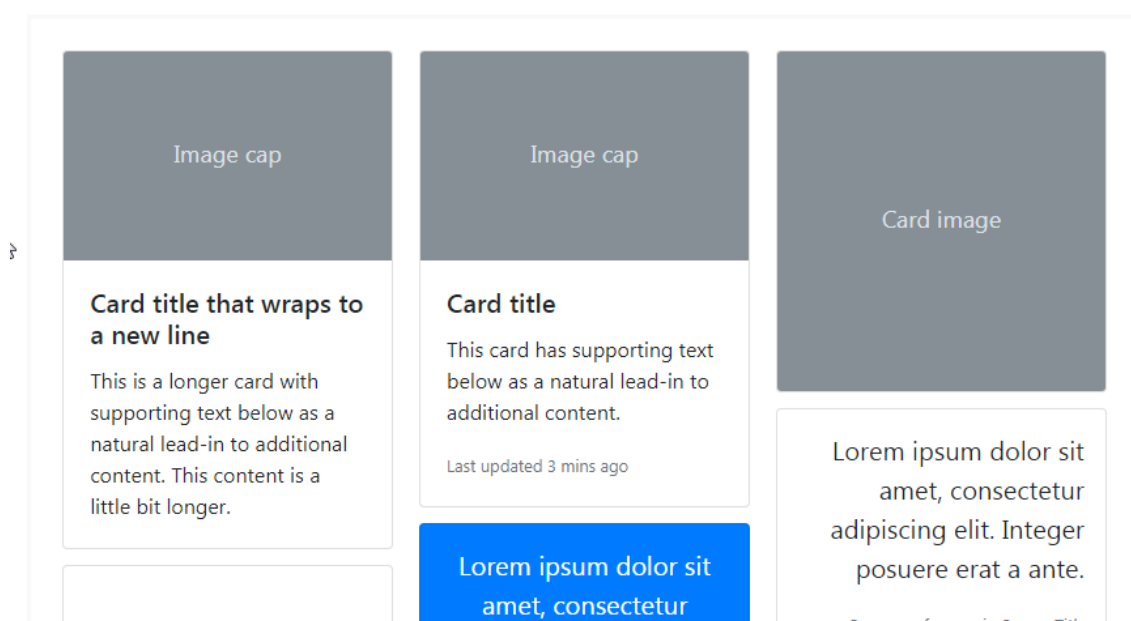 Image cap
Card title that wraps to
a new line
This is a longer card with
supporting text below as a
natural lead-in to additional
content. This content is a
little bit longer.
Image cap
Card title
This card has supporting text
below as a natural lead-in to
additional content.
Last updated 3 mins ago
Lorem ipsum dolor sit
amet, consectetur
Card image
Lorem ipsum dolor sit
amet, consectetur
adipiscing elit. Integer
posuere erat a ante.